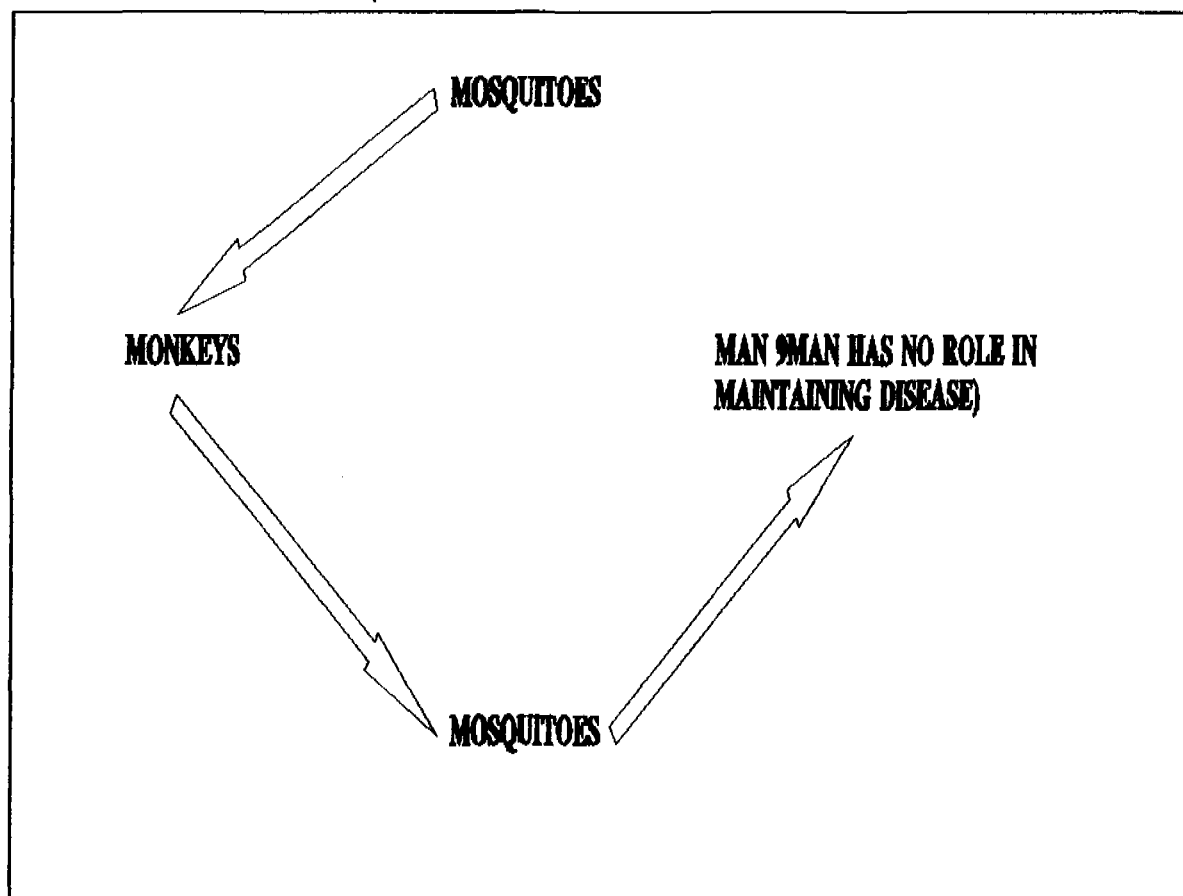 MOSQUITOES
MONKEYS
MAN 9MAN HAS NO ROLE IN
MAINTAINING DISEASE)
MOSQUITOES